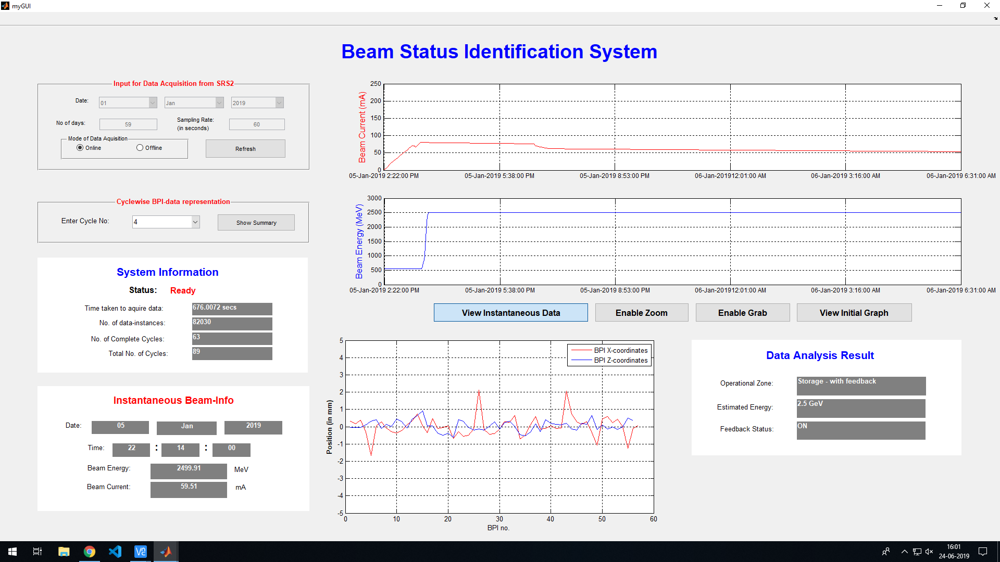 myGUI
Beam Status Identification System
Input for Data Acquisition from SRS2
Date: 01 Jan 2019
No of days: 59 Sampling Rate: (in seconds) 60
Mode of Data Aquisition
Online Offline
Refresh
Cyclewise BPI-data representation
Enter Cycle No: 4 Show Summary
System Information
Status: Ready
Time taken to aquire data: 676.0072 secs
No. of data-instances: 82030
No. of Complete Cycles: 63
Total No. of Cycles: 89
Instantaneous Beam-Info
Date: 05 Jan 2019
Time: 22 : 14 : 00
Beam Energy: 2499.91 MeV
Beam Current: 59.51 mA
Beam Current (mA)
250
200
150
100
50
0
05-Jan-2019 2:22:00 PM 05-Jan-2019 5:38:00 PM 05-Jan-2019 8:53:00 PM 06-Jan-201912:01:00 AM 06-Jan-2019 3:16:00 AM 06-Jan-2019 6:31:00 AM
Beam Energy (MeV)
3000
2500
2000
1500
1000
500
0
05-Jan-2019 2:22:00 PM 05-Jan-2019 5:38:00 PM 05-Jan-2019 8:53:00 PM 06-Jan-201912:01:00 AM 06-Jan-2019 3:16:00 AM 06-Jan-2019 6:31:00 AM
View Instantaneous Data Enable Zoom Enable Grab View Initial Graph
Position (in mm)
5
4
3
2
1
0
-1
-2
-3
-4
-5
BPI X-coordinates
BPI Z-coordinates
0 10 20 30 40 50 60
BPI no.
Data Analysis Result
Operational Zone: Storage - with feedback
Estimated Energy: 2.5 GeV
Feedback Status: ON
16:01
24-06-2019